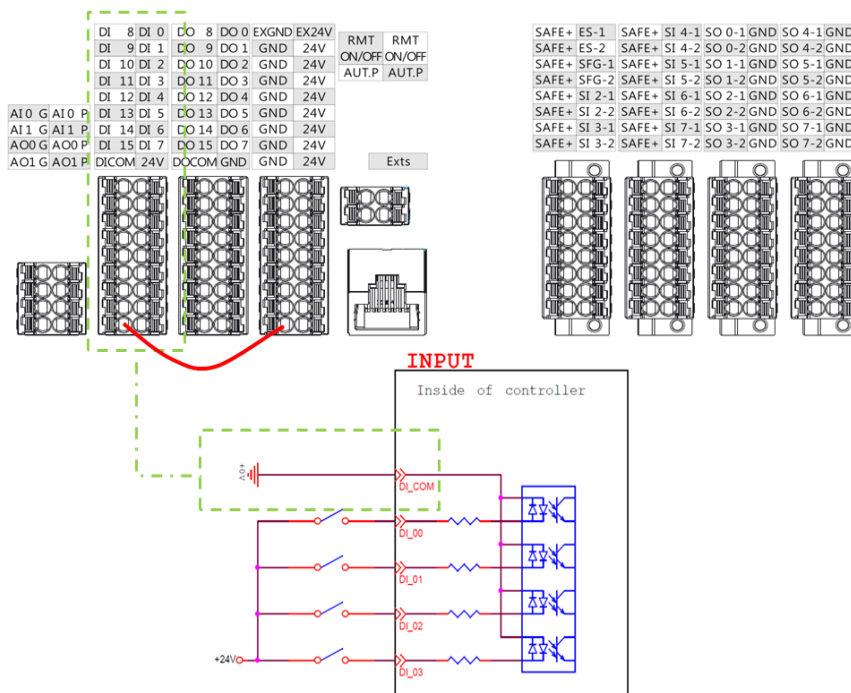 DI 8 DI 0 DO 8 DO 0 EXGND EX24V
DI 9 DI 1 DO 9 DO 1 GND 24V
DI 10 DI 2 DO 10 DO 2 GND 24V
DI 11 DI 3 DO 11 DO 3 GND 24V
DI 12 DI 4 DO 12 DO 4 GND 24V
AI0 G AI0 P DI 13 DI 5 DO 13 DO 5 GND 24V
AI1 G AI1 P DI 14 DI 6 DO 14 DO 6 GND 24V
AO0 G AO0 P DI 15 DI 7 DO 15 DO 7 GND 24V
AO1 G AO1 P DICOM 24V DOCOM GND GND 24V
RMT RMT
ON/OFF ON/OFF
AUT.P AUT.P
Exts
SAFE+ ES-1 SAFE+ SI 4-1 SO 0-1 GND SO 4-1 GND
SAFE+ ES-2 SAFE+ SI 4-2 SO 0-2 GND SO 4-2 GND
SAFE+ SFG-1 SAFE+ SI 5-1 SO 1-1 GND SO 5-1 GND
SAFE+ SFG-2 SAFE+ SI 5-2 SO 1-2 GND SO 5-2 GND
SAFE+ SI 2-1 SAFE+ SI 6-1 SO 2-1 GND SO 6-1 GND
SAFE+ SI 2-2 SAFE+ SI 6-2 SO 2-2 GND SO 6-2 GND
SAFE+ SI 3-1 SAFE+ SI 7-1 SO 3-1 GND SO 7-1 GND
SAFE+ SI 3-2 SAFE+ SI 7-2 SO 3-2 GND SO 7-2 GND
INPUT
Inside of controller
+0V
DI_COM
DI_00
DI_01
DI_02
+24V
DI_03